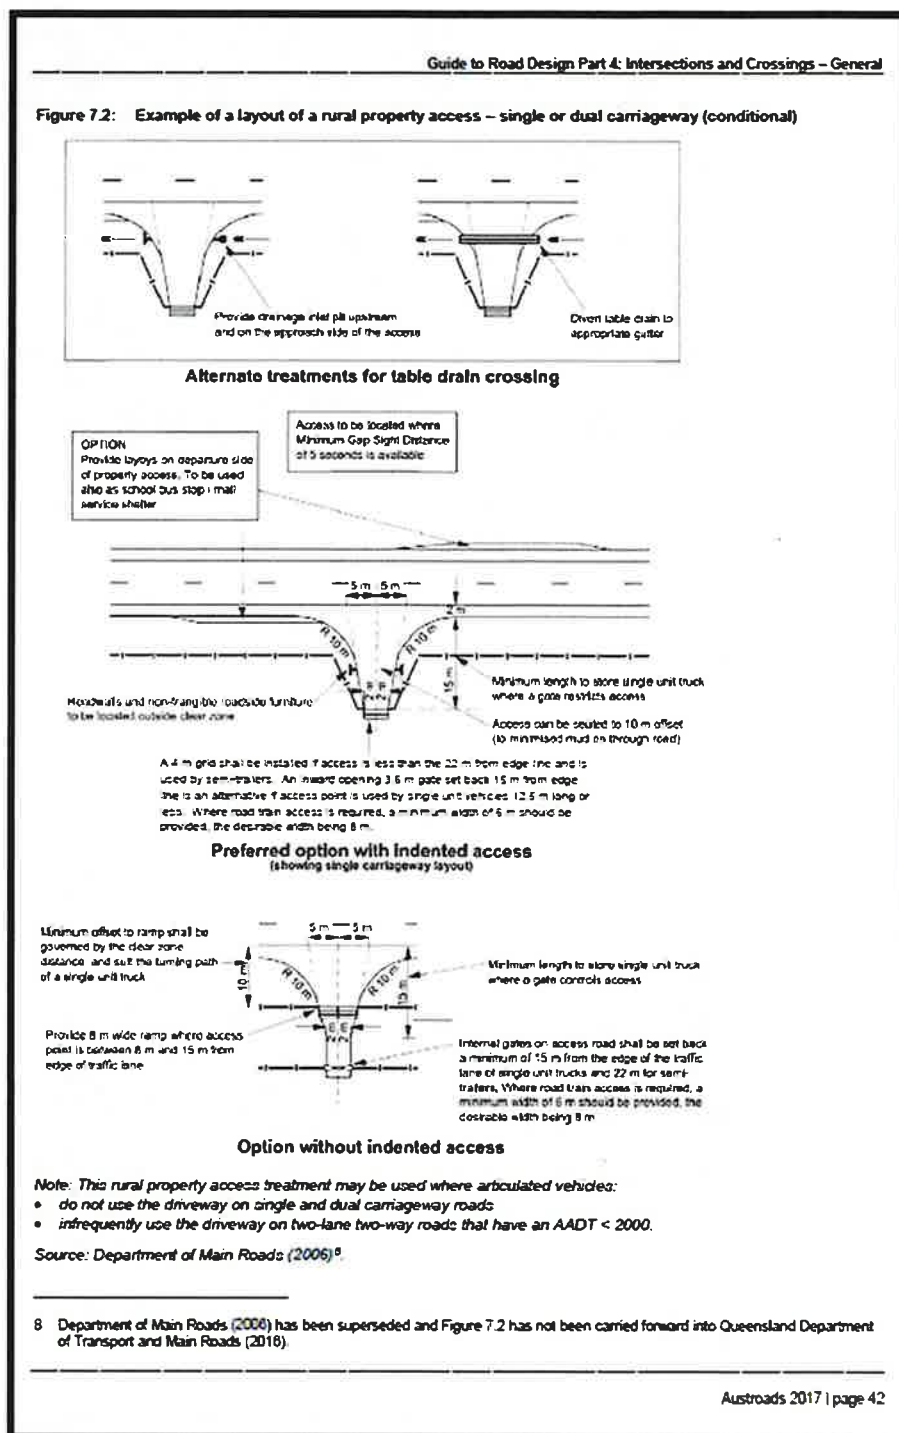 Guide to Road Design Part 4: Intersections and Crossings – General
Figure 7.2: Example of a layout of a rural property access – single or dual carriageway (conditional)
Provide drainage inlet pit upstream
and on the approach side of the access
Divert table drain to
appropriate gutter
Alternate treatments for table drain crossing
Access to be located where
Minimum Gap Sight Distance
of 5 seconds is available
OPTION
Provide laybys on departure side
of property access. To be used
also as school bus stop / mail
service shelter
5 m 5 m
2 m
R 10 m
R 10 m
15 m
2 m
2 m
Minimum length to store single unit truck
where a gate restricts access
Headwalls and non-frangible roadside furniture
to be located outside clear zone
Access can be sealed to 10 m offset
(to minimised mud on through road)
A 4 m grid shall be installed if access is less than the 22 m from edge line and is
used by semi-trailers. An inward opening 3.6 m gate set back 15 m from edge
line is an alternative if access point is used by single unit vehicles 12.5 m long or
less. Where road train access is required, a minimum width of 6 m should be
provided, the desirable width being 8 m.
Preferred option with indented access
(showing single carriageway layout)
Minimum offset to ramp shall be
governed by the clear zone
distance and suit the turning path
of a single unit truck
5 m 5 m
10 m
R 10 m
R 10 m
15 m
2 m
2 m
Minimum length to store single unit truck
where a gate controls access
Provide 8 m wide ramp where access
point is between 8 m and 15 m from
edge of traffic lane
Internal gates on access road shall be set back
a minimum of 15 m from the edge of the traffic
lane of single unit trucks and 22 m for semi-
trailers. Where road train access is required, a
minimum width of 6 m should be provided, the
desirable width being 8 m
Option without indented access
Note: This rural property access treatment may be used where articulated vehicles:
• do not use the driveway on single and dual carriageway roads
• infrequently use the driveway on two-lane two-way roads that have an AADT < 2000.
Source: Department of Main Roads (2006)8.
8 Department of Main Roads (2006) has been superseded and Figure 7.2 has not been carried forward into Queensland Department
of Transport and Main Roads (2016).
Austroads 2017 | page 42